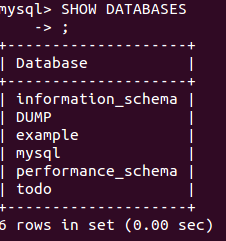 mysql> SHOW DATABASES
    -> ;
+--------------------+
| Database           |
+--------------------+
| information_schema |
| DUMP               |
| example            |
| mysql              |
| performance_schema |
| todo               |
+--------------------+
6 rows in set (0.00 sec)